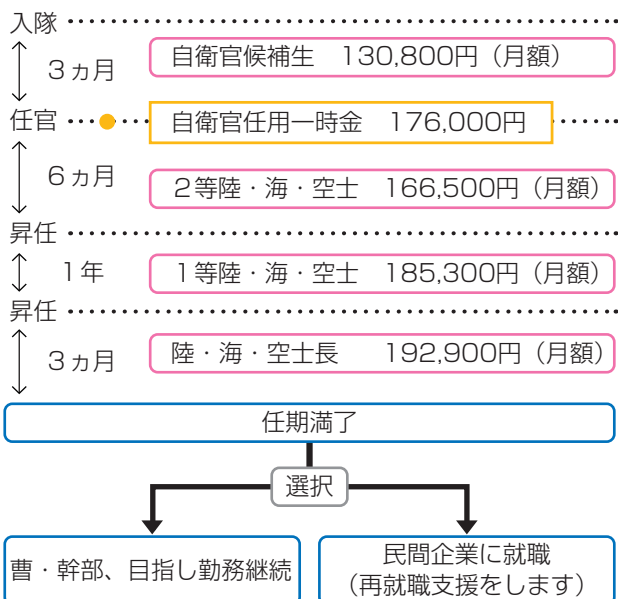 入隊
3ヵ月
自衛官候補生 130,800円（月額）
任官
自衛官任用一時金 176,000円
6ヵ月
2等陸・海・空士 166,500円（月額）
昇任
1年
1等陸・海・空士 185,300円（月額）
昇任
3ヵ月
陸・海・空士長 192,900円（月額）
任期満了
選択
曹・幹部、目指し勤務継続
民間企業に就職
（再就職支援をします）